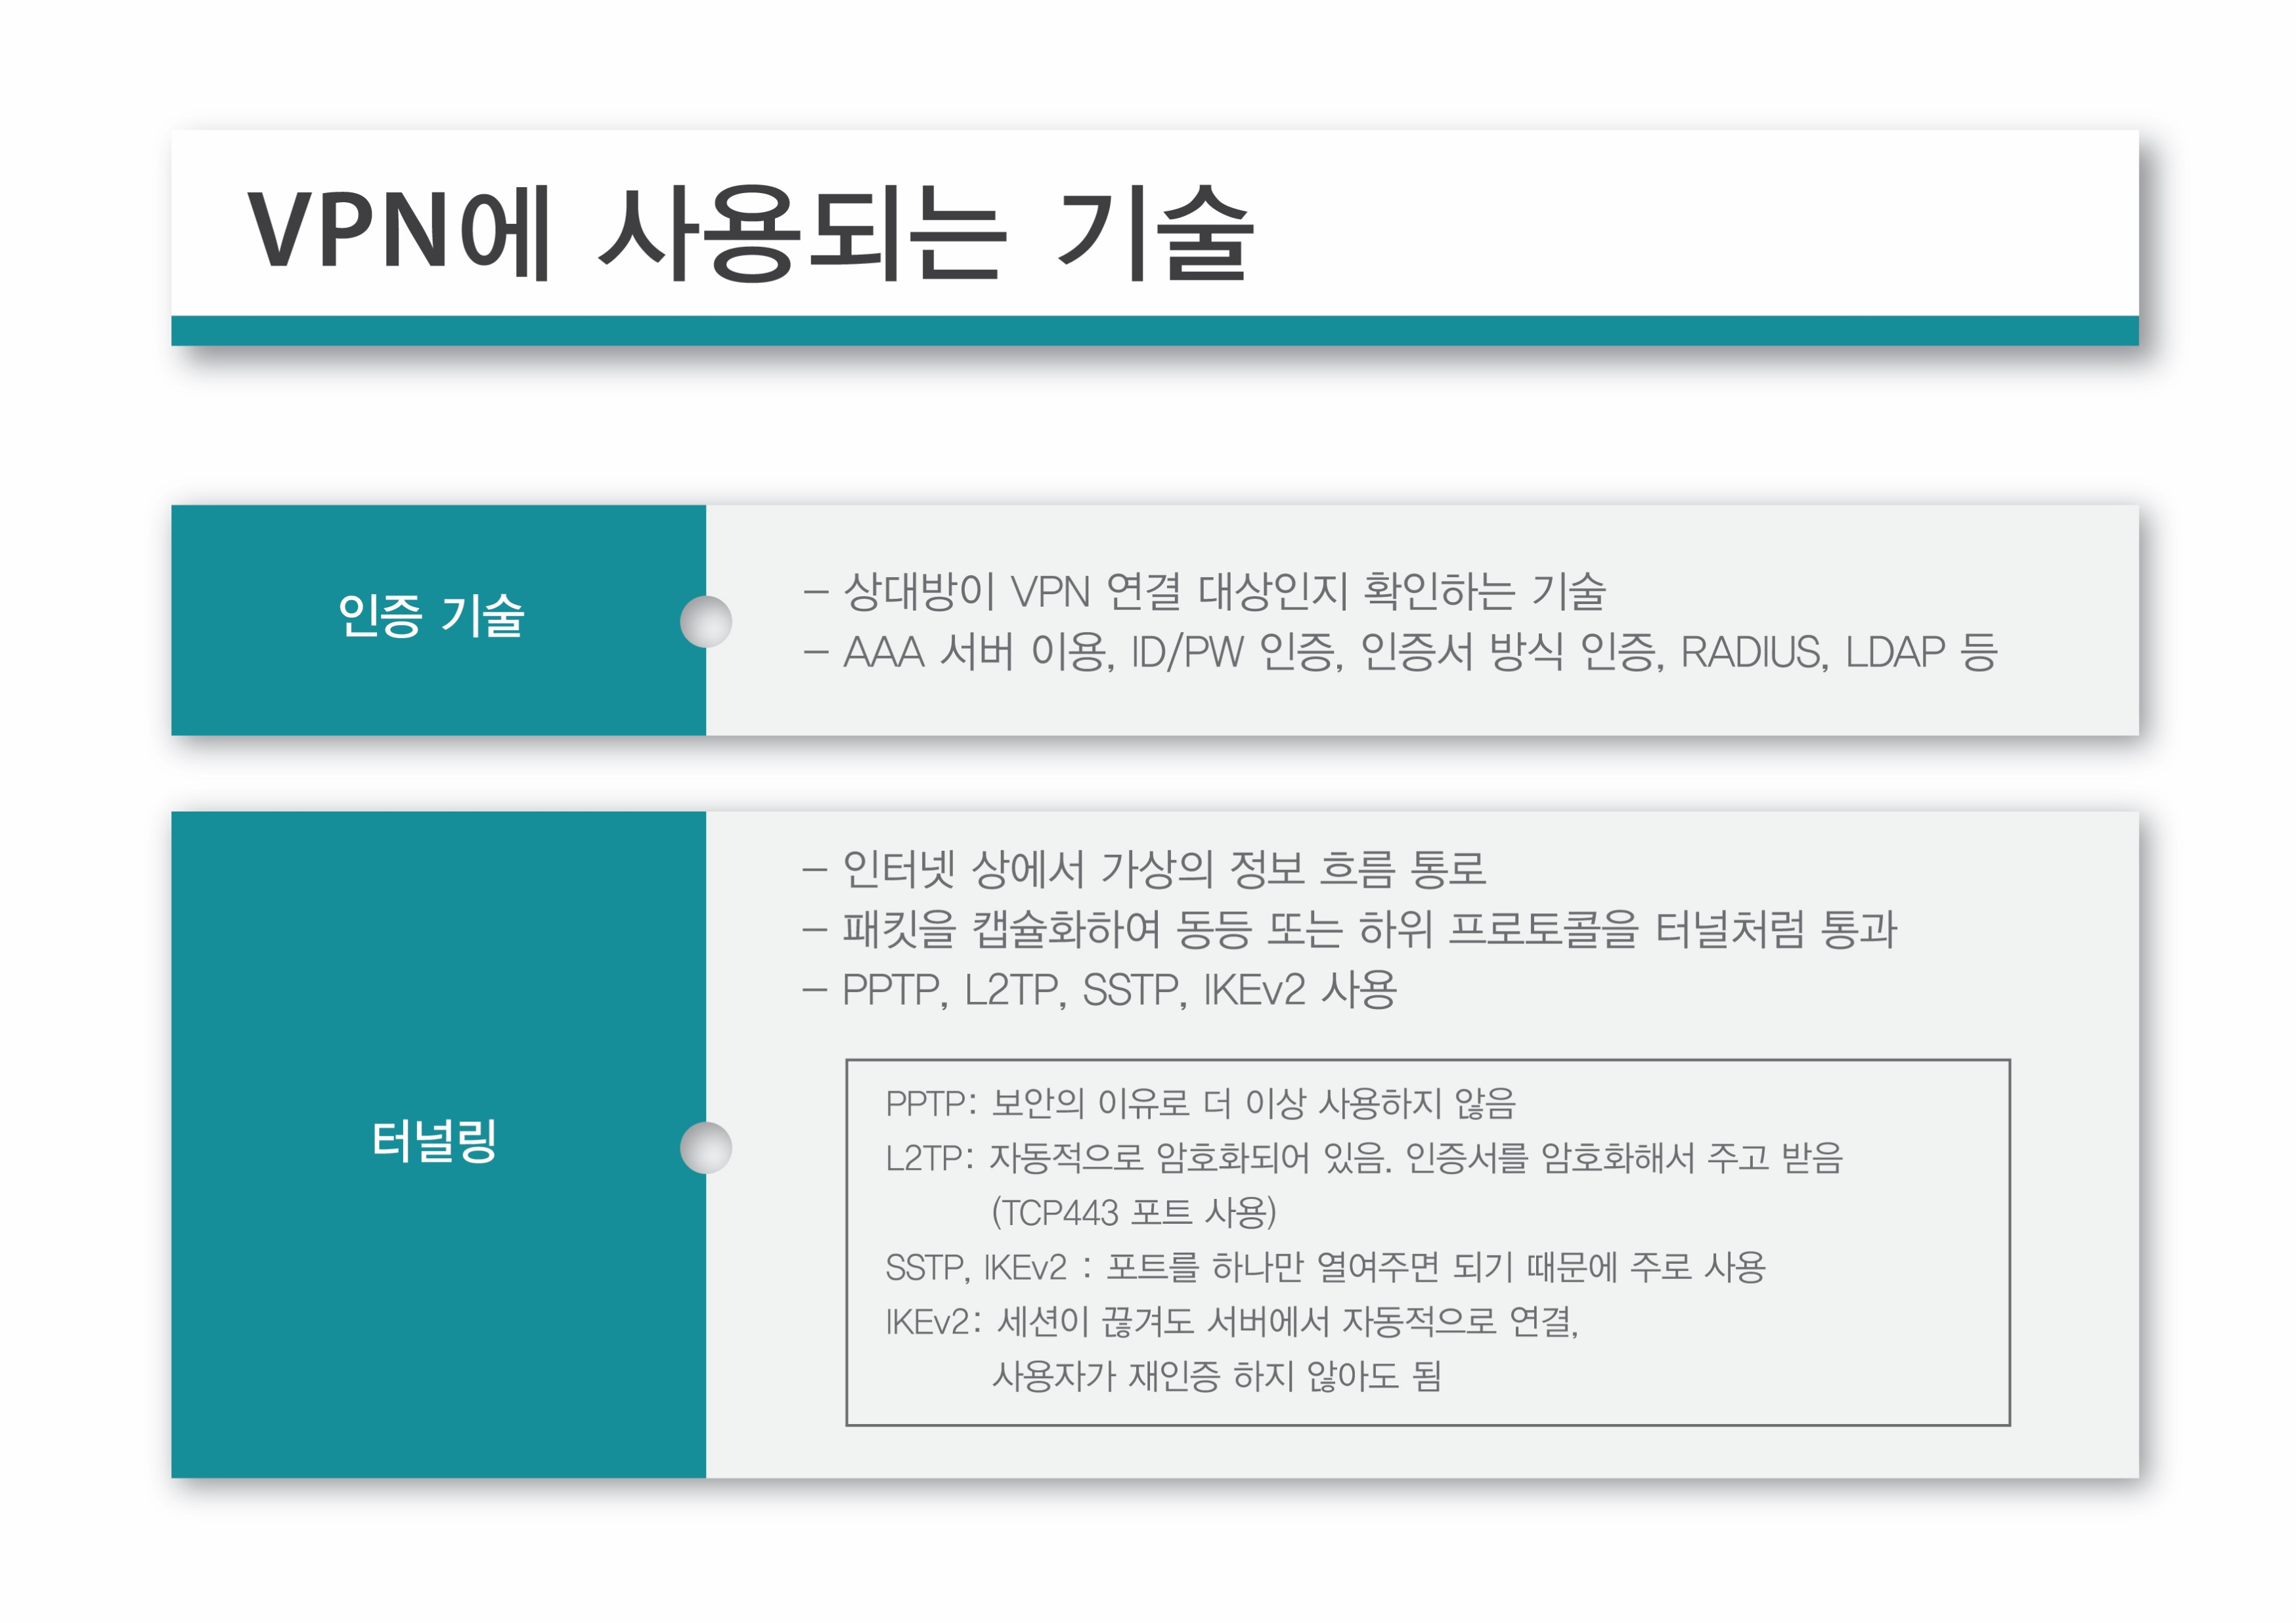 VPN에 사용되는 기술
인증 기술
– 상대방이 VPN 연결 대상인지 확인하는 기술
– AAA 서버 이용, ID/PW 인증, 인증서 방식 인증, RADIUS, LDAP 등
터널링
– 인터넷 상에서 가상의 정보 흐름 통로
– 패킷을 캡슐화하여 동등 또는 하위 프로토콜을 터널처럼 통과
– PPTP, L2TP, SSTP, IKEv2 사용
PPTP: 보안의 이유로 더 이상 사용하지 않음
L2TP: 자동적으로 암호화되어 있음. 인증서를 암호화해서 주고 받음
(TCP443 포트 사용)
SSTP, IKEv2 : 포트를 하나만 열여주면 되기 때문에 주로 사용
IKEv2: 세션이 끊겨도 서버에서 자동적으로 연결,
사용자가 재인증 하지 않아도 됨